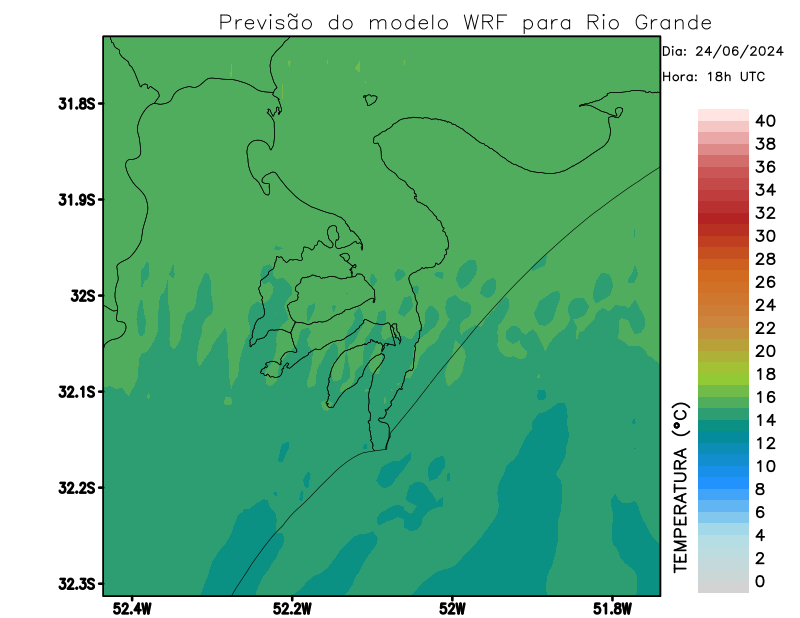 Previsão do modelo WRF para Rio Grande
Dia: 24/06/2024
Hora: 18h UTC
31.8S
31.9S
32S
32.1S
32.2S
32.3S
52.4W
52.2W
52W
51.8W
TEMPERATURA (°C)
40
38
36
34
32
30
28
26
24
22
20
18
16
14
12
10
8
6
4
2
0